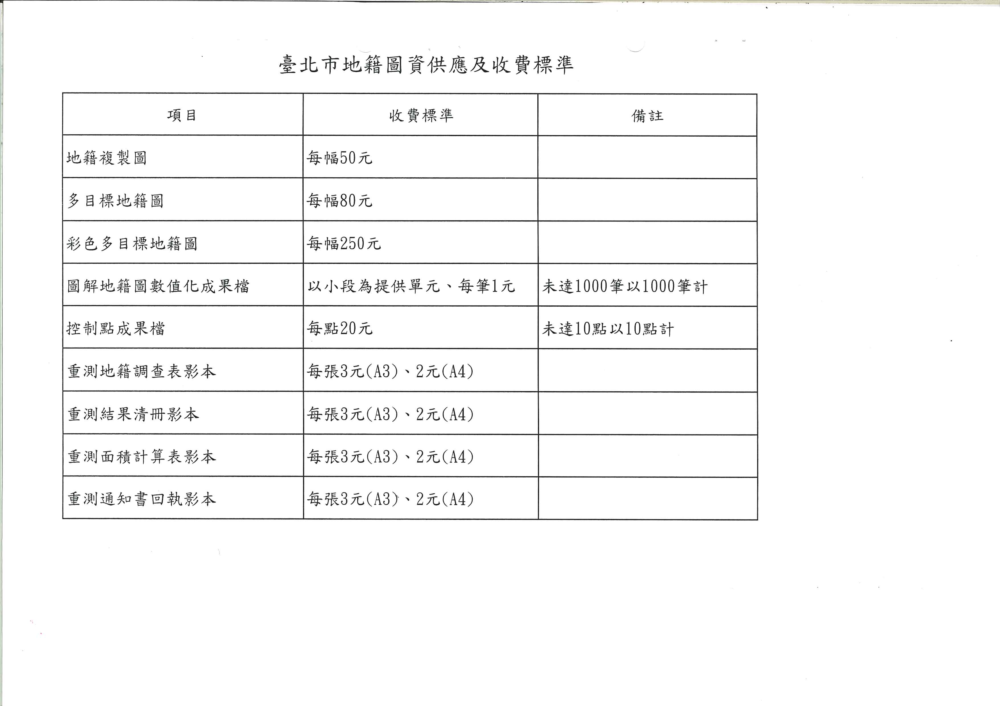 臺北市地籍圖資供應及收費標準
項目 收費標準 備註
地籍複製圖 每幅50元
多目標地籍圖 每幅80元
彩色多目標地籍圖 每幅250元
圖解地籍圖數值化成果檔 以小段為提供單元、每筆1元 未達1000筆以1000筆計
控制點成果檔 每點20元 未達10點以10點計
重測地籍調查表影本 每張3元(A3)、2元(A4)
重測結果清冊影本 每張3元(A3)、2元(A4)
重測面積計算表影本 每張3元(A3)、2元(A4)
重測通知書回執影本 每張3元(A3)、2元(A4)